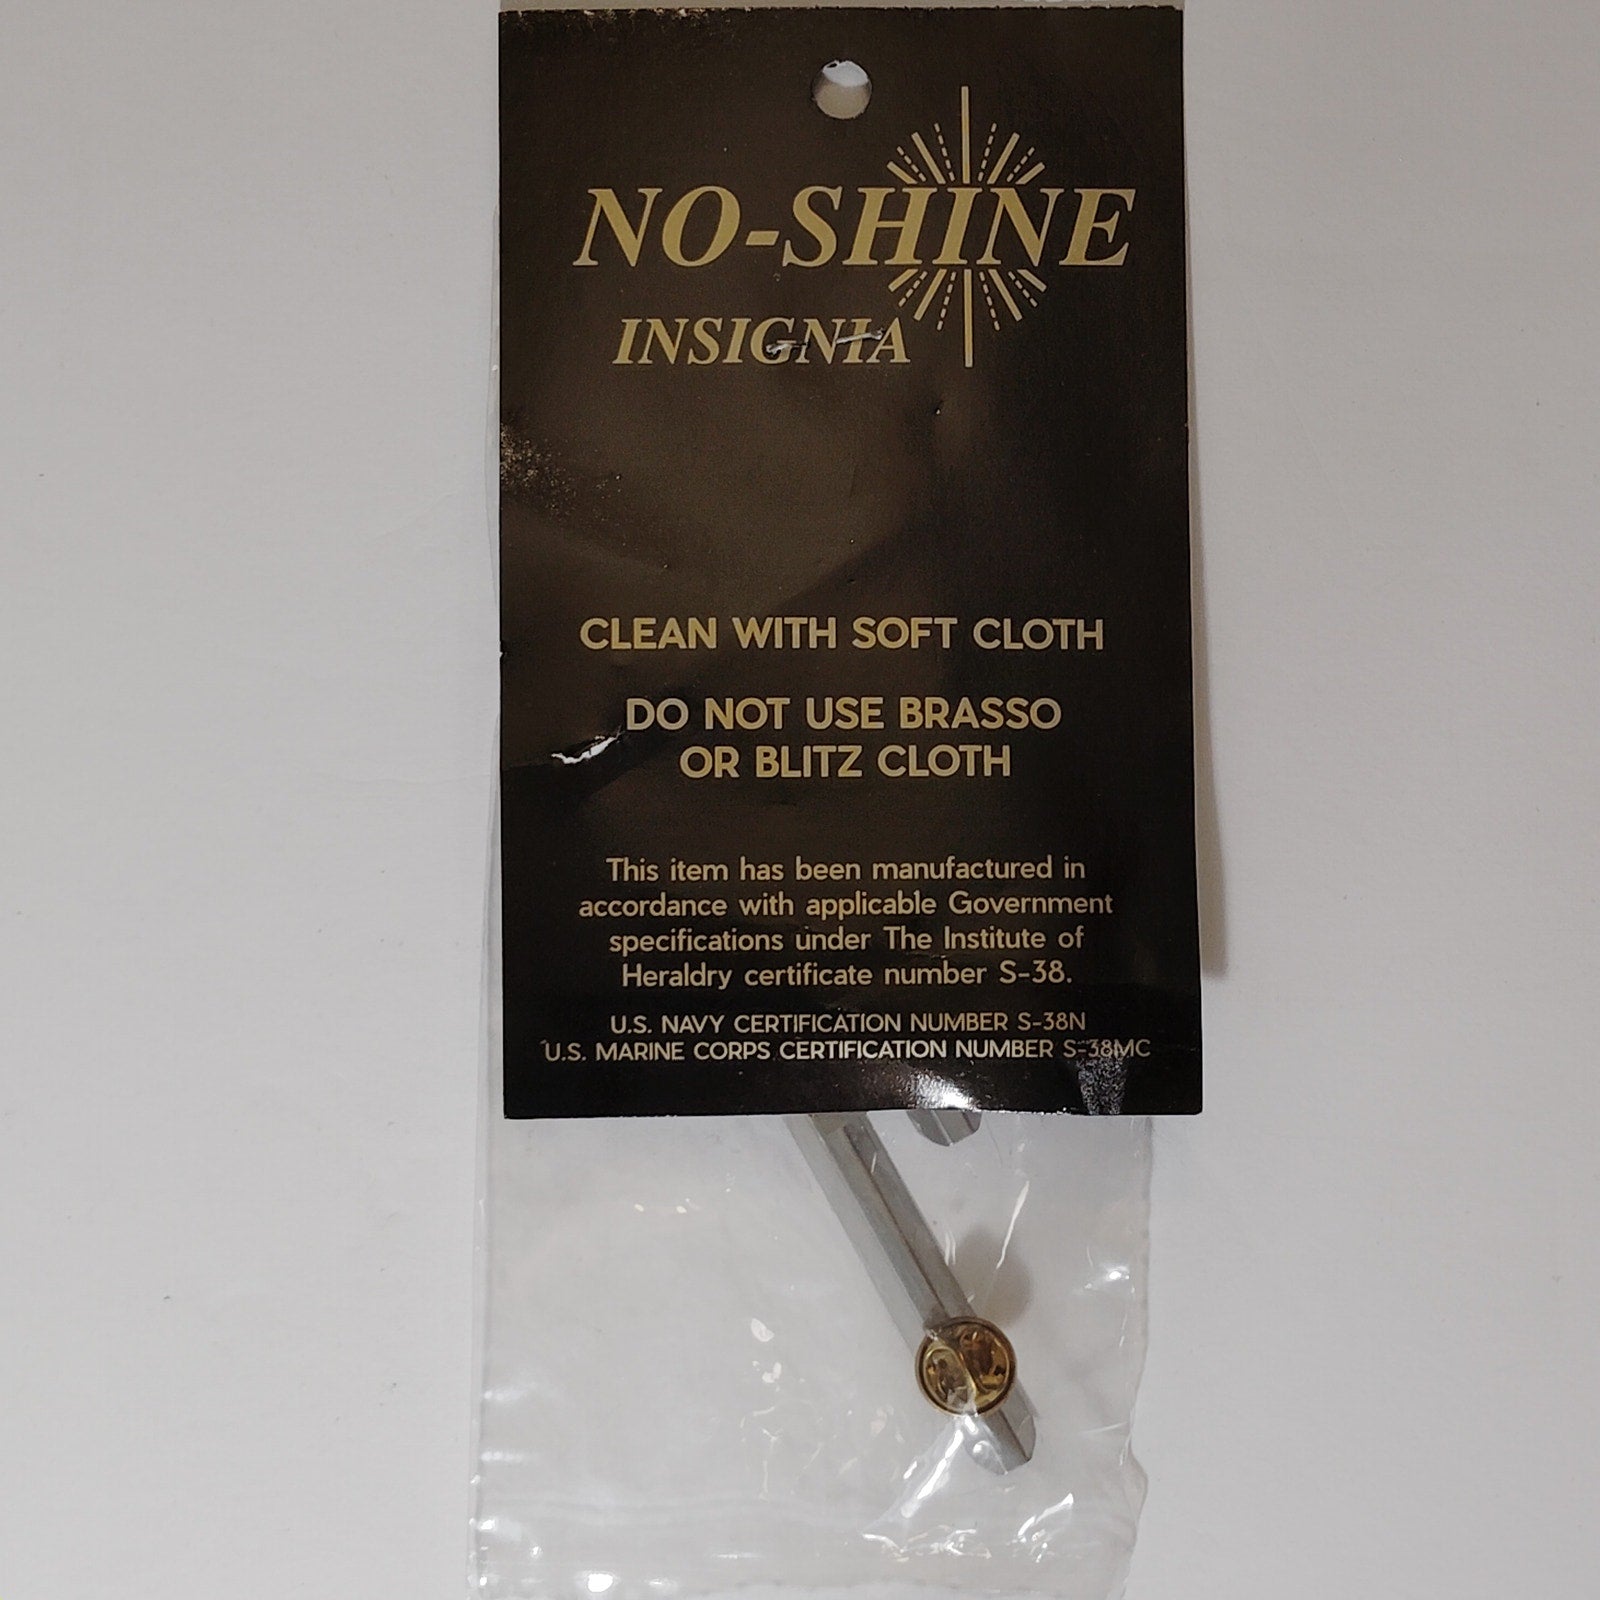 NO-SHINE
INSIGNIA
CLEAN WITH SOFT CLOTH
DO NOT USE BRASSO
OR BLITZ CLOTH
This item has been manufactured in
accordance with applicable Government
specifications under The Institute of
Heraldry certificate number S-38.
U.S. NAVY CERTIFICATION NUMBER S-38N
U.S. MARINE CORPS CERTIFICATION NUMBER S-38MC